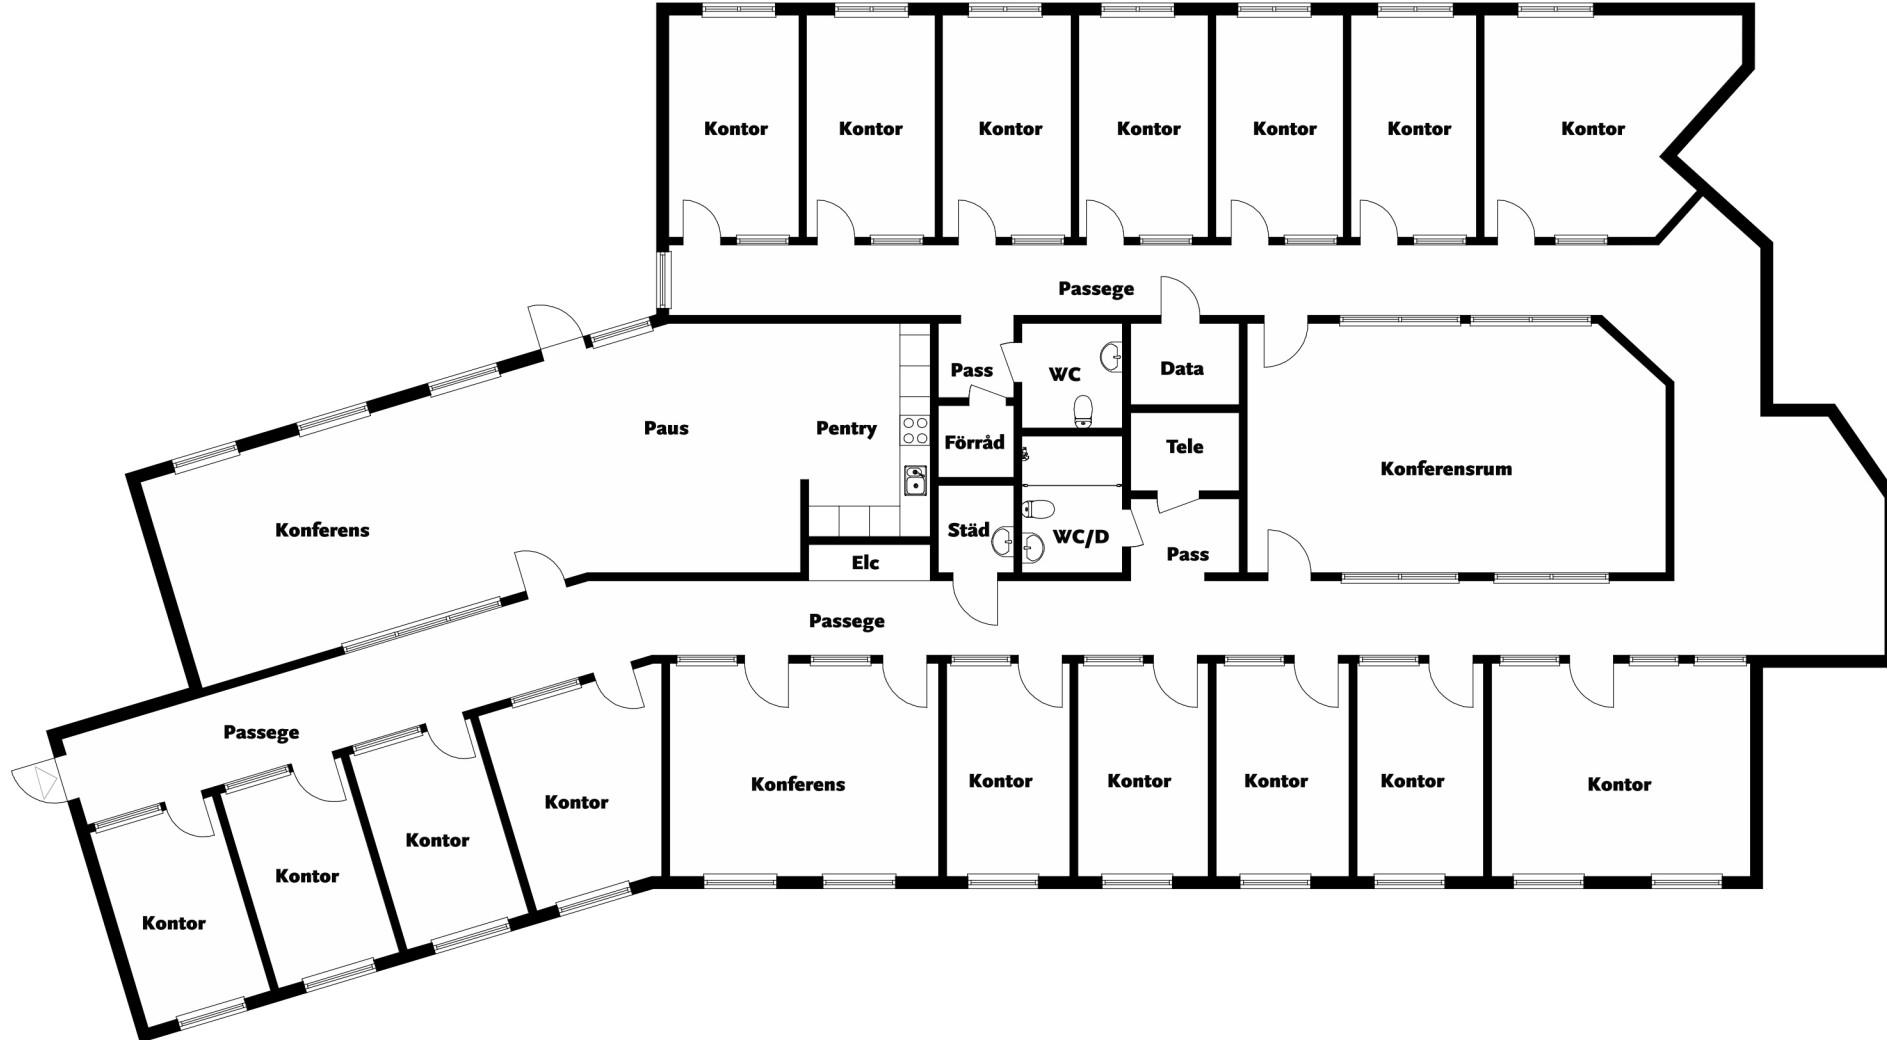 Kontor
Kontor
Kontor
Kontor
Kontor
Kontor
Kontor
Passege
Pass
WC
Data
Paus
Pentry
Förråd
Tele
Konferensrum
Konferens
Städ
WC/D
Pass
Elc
Passege
Passege
Konferens
Kontor
Kontor
Kontor
Kontor
Kontor
Kontor
Kontor
Kontor
Kontor